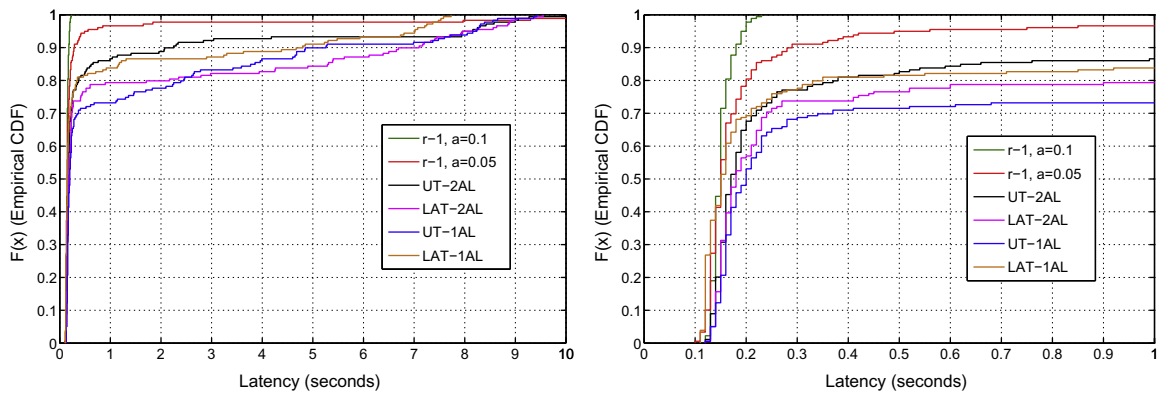 1
0.9
0.8
0.7
0.6
0.5
0.4
0.3
0.2
0.1
0
F(x) (Empirical CDF)
r−1, a=0.1
r−1, a=0.05
UT−2AL
LAT−2AL
UT−1AL
LAT−1AL
0 1 2 3 4 5 6 7 8 9 10
Latency (seconds)
1
0.9
0.8
0.7
0.6
0.5
0.4
0.3
0.2
0.1
0
F(x) (Empirical CDF)
r−1, a=0.1
r−1, a=0.05
UT−2AL
LAT−2AL
UT−1AL
LAT−1AL
0 0.1 0.2 0.3 0.4 0.5 0.6 0.7 0.8 0.9 1
Latency (seconds)